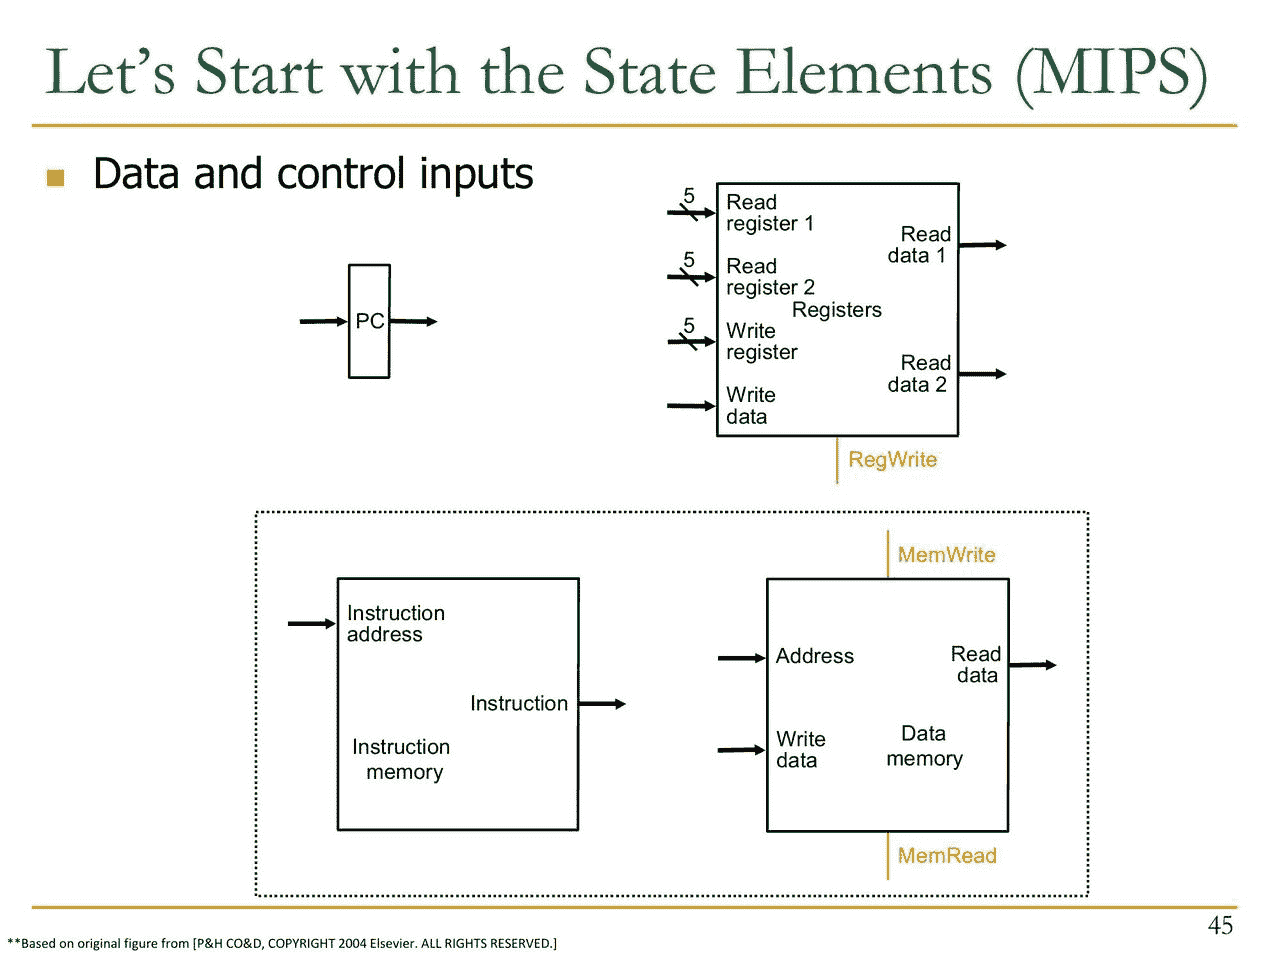 Let's Start with the State Elements (MIPS)
Data and control inputs
PC
5
Read
register 1
5
Read
register 2
5
Write
register
Write
data
Registers
Read
data 1
Read
data 2
RegWrite
Instruction
address
Instruction
Instruction
memory
MemWrite
Address
Write
data
Read
data
Data
memory
MemRead
45
**Based on original figure from [P&H CO&D, COPYRIGHT 2004 Elsevier. ALL RIGHTS RESERVED.]